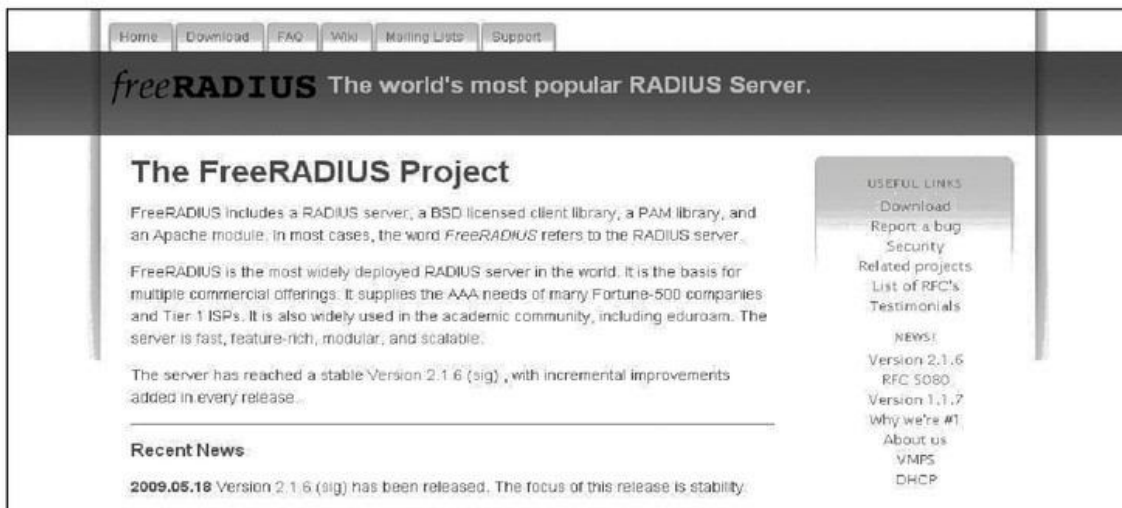 Home Download FAQ Wiki Mailing Lists Support
freeRADIUS The world's most popular RADIUS Server.
The FreeRADIUS Project
FreeRADIUS includes a RADIUS server, a BSD licensed client library, a PAM library, and
an Apache module. In most cases, the word FreeRADIUS refers to the RADIUS server.
FreeRADIUS is the most widely deployed RADIUS server in the world. It is the basis for
multiple commercial offerings. It supplies the AAA needs of many Fortune-500 companies
and Tier 1 ISPs. It is also widely used in the academic community, including eduroam. The
server is fast, feature-rich, modular, and scalable.
The server has reached a stable Version 2.1.6 (sig) , with incremental improvements
added in every release.
Recent News
2009.05.18 Version 2.1.6 (sig) has been released. The focus of this release is stability.
USEFUL LINKS
Download
Report a bug
Security
Related projects
List of RFC's
Testimonials
NEWS!
Version 2.1.6
RFC 5080
Version 1.1.7
Why we're #1
About us
VMPS
DHCP